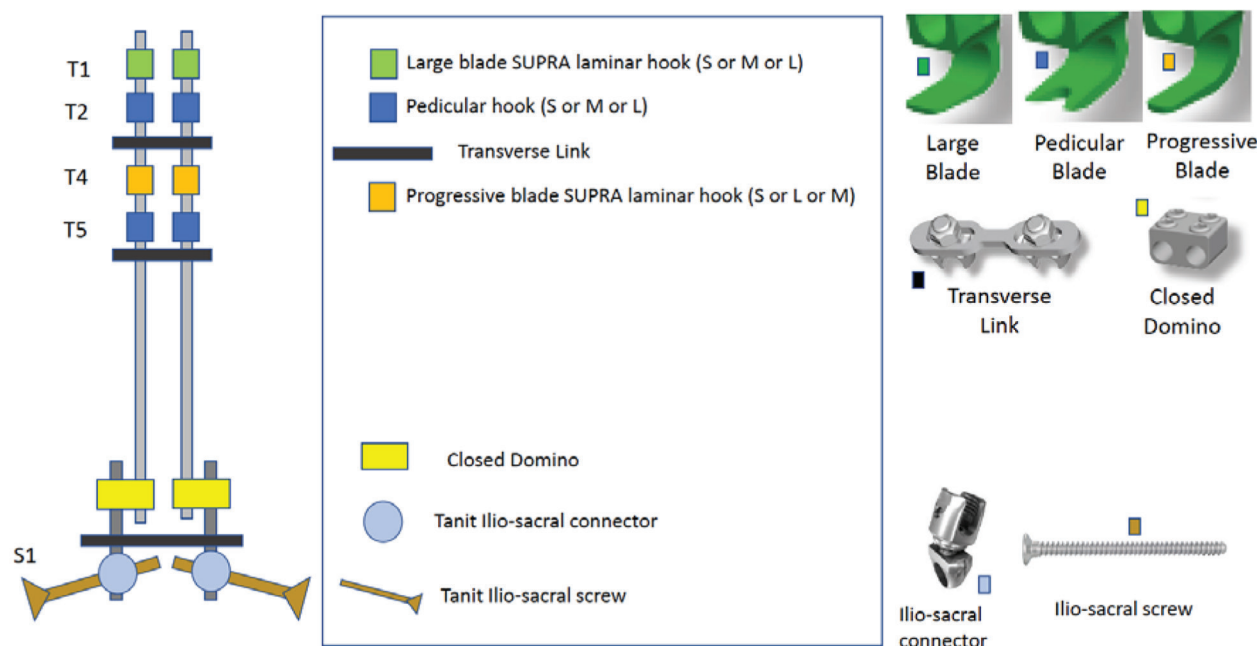 T1
T2
T4
T5
S1
Large blade SUPRA laminar hook (S or M or L)
Pedicular hook (S or M or L)
Transverse Link
Progressive blade SUPRA laminar hook (S or L or M)
Closed Domino
Tanit Ilio-sacral connector
Tanit Ilio-sacral screw
Large
Blade
Pedicular
Blade
Progressive
Blade
Transverse
Link
Closed
Domino
Ilio-sacral
connector
Ilio-sacral screw